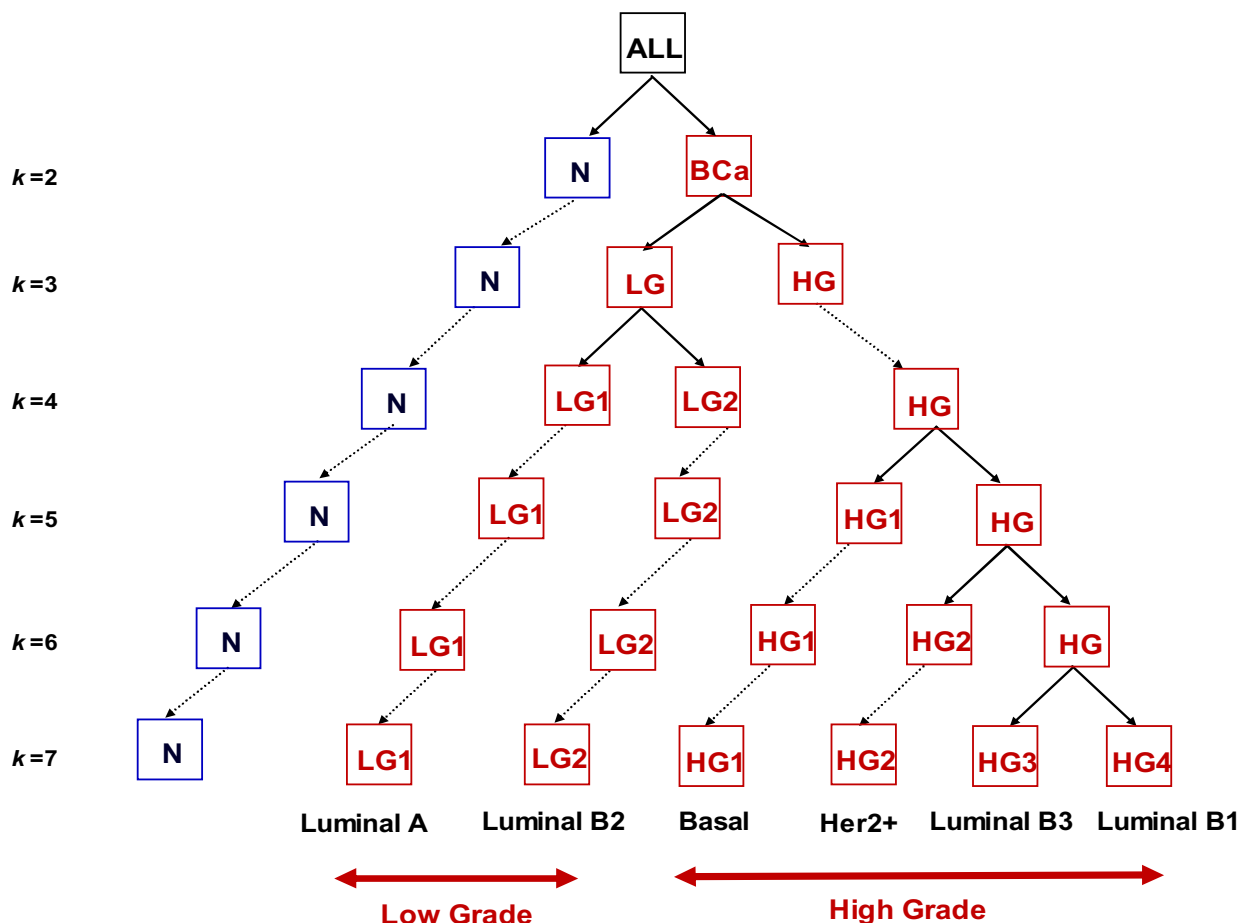 ALL
k=2 N BCa
k=3 N LG HG
k=4 N LG1 LG2 HG
k=5 N LG1 LG2 HG1 HG
k=6 N LG1 LG2 HG1 HG2 HG
k=7 N LG1 LG2 HG1 HG2 HG3 HG4
Luminal A Luminal B2 Basal Her2+ Luminal B3 Luminal B1
Low Grade High Grade